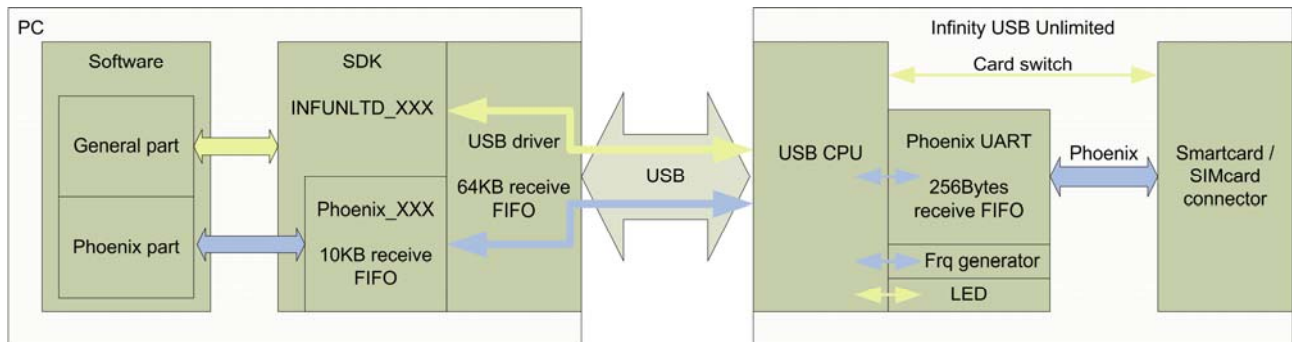 PC
Software
General part
Phoenix part
SDK
INFUNLTD_XXX
Phoenix_XXX
10KB receive
FIFO
USB driver
64KB receive
FIFO
USB
Infinity USB Unlimited
Card switch
USB CPU
Phoenix UART
256Bytes
receive FIFO
Frq generator
LED
Phoenix
Smartcard /
SIMcard
connector